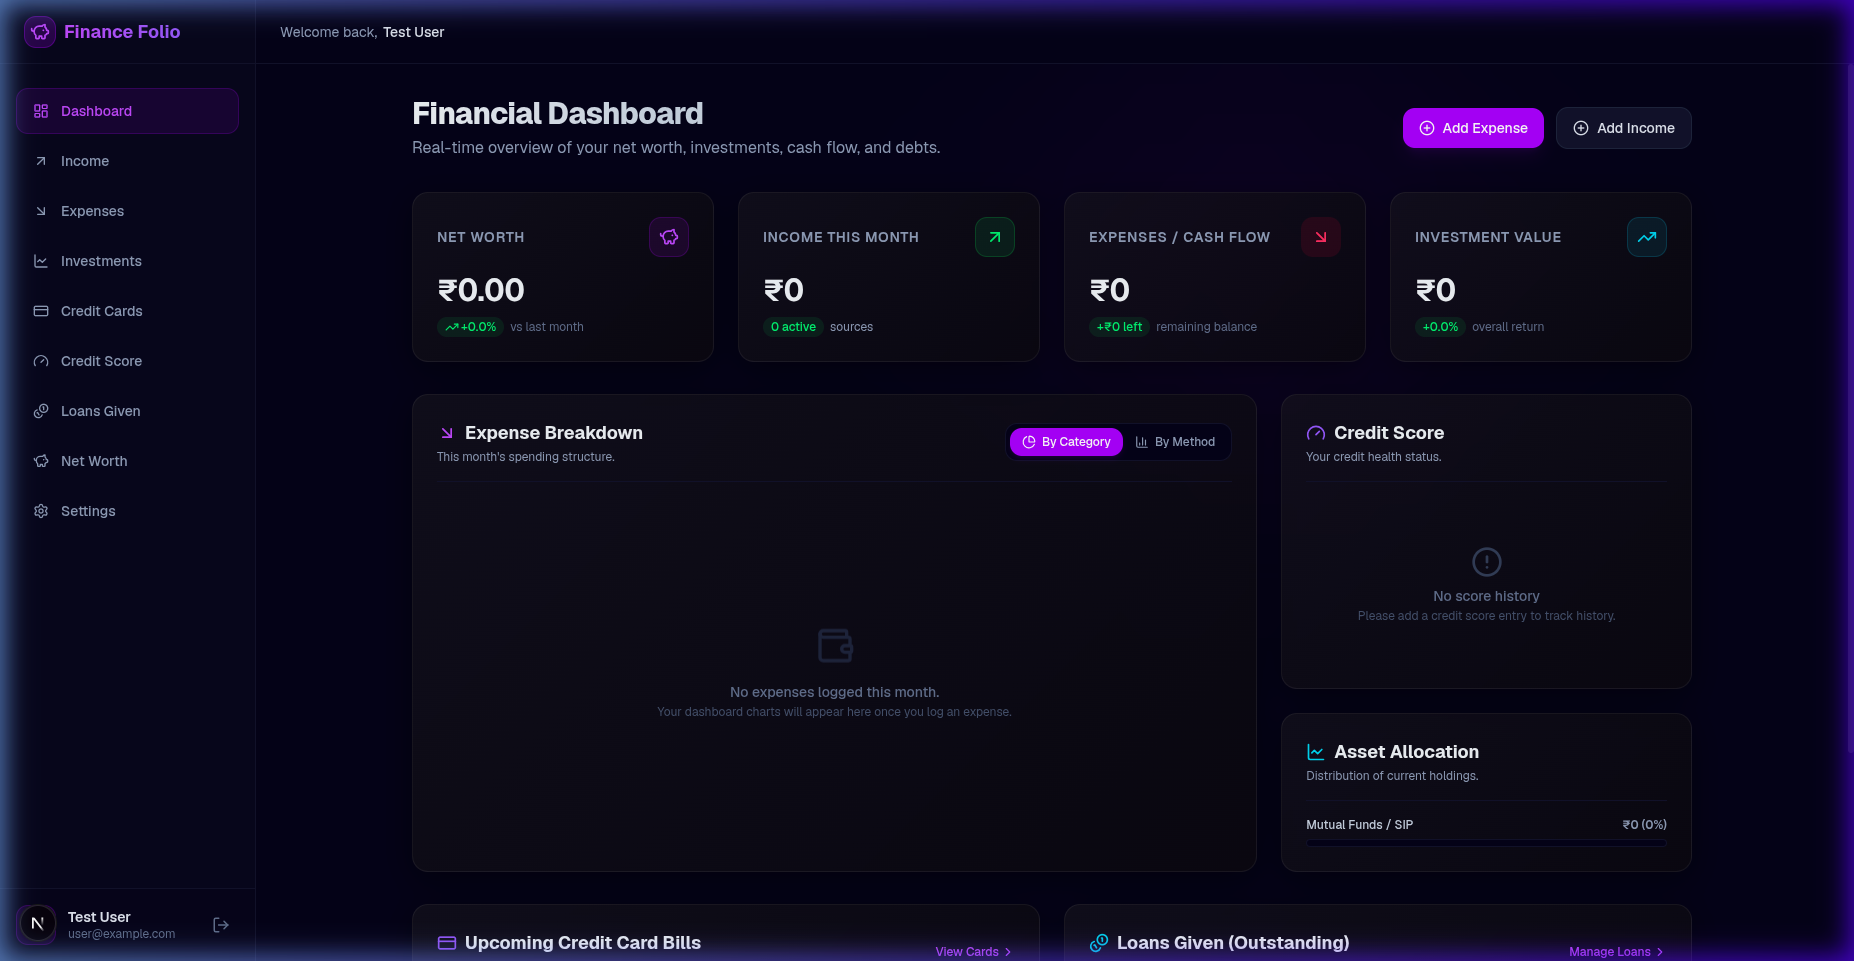 Finance Folio
Welcome back, Test User
Dashboard
Income
Expenses
Investments
Credit Cards
Credit Score
Loans Given
Net Worth
Settings
Test User
user@example.com
N
Financial Dashboard
Real-time overview of your net worth, investments, cash flow, and debts.
Add Expense
Add Income
NET WORTH
₹0.00
+0.0% vs last month
INCOME THIS MONTH
₹0
0 active sources
EXPENSES / CASH FLOW
₹0
+₹0 left remaining balance
INVESTMENT VALUE
₹0
+0.0% overall return
Expense Breakdown
This month's spending structure.
By Category
By Method
No expenses logged this month.
Your dashboard charts will appear here once you log an expense.
Credit Score
Your credit health status.
No score history
Please add a credit score entry to track history.
Asset Allocation
Distribution of current holdings.
Mutual Funds / SIP ₹0 (0%)
Upcoming Credit Card Bills
View Cards
Loans Given (Outstanding)
Manage Loans